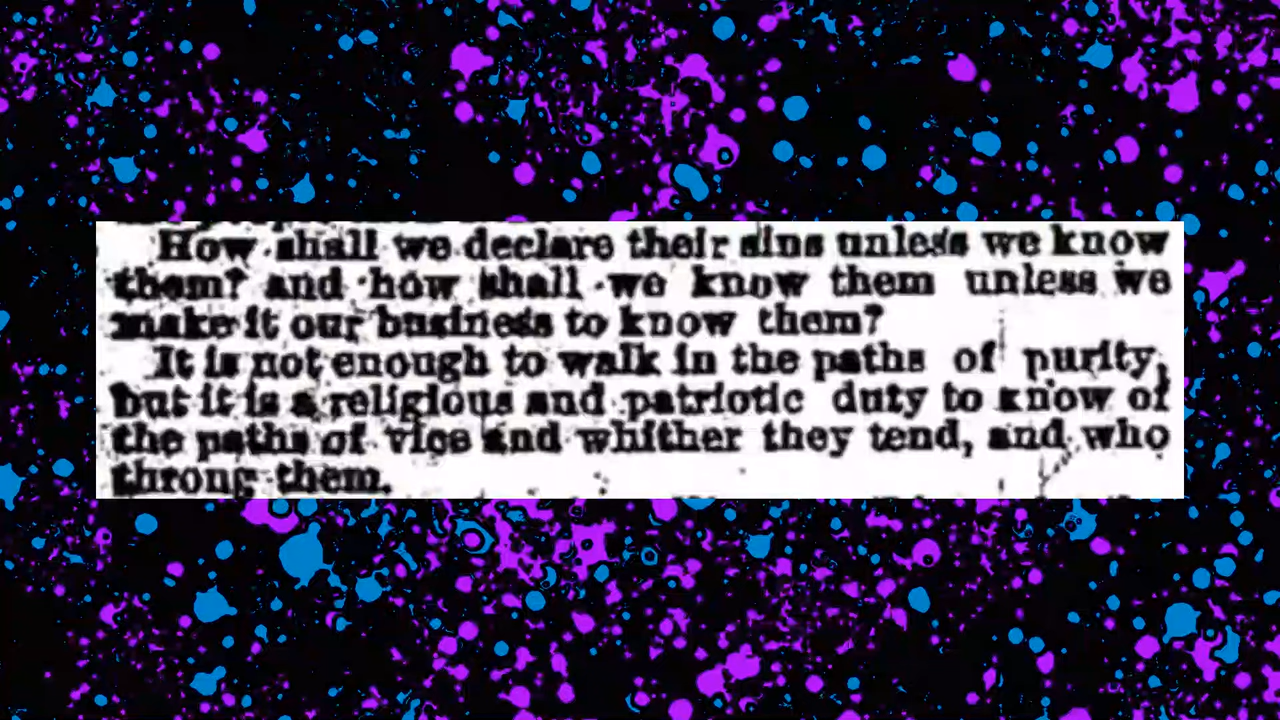 How shall we declare their sins unless we know
them? and how shall we know them unless we
make it our business to know them?
It is not enough to walk in the paths of purity,
but it is a religious and patriotic duty to know of
the paths of vice and whither they tend, and who
throng them.